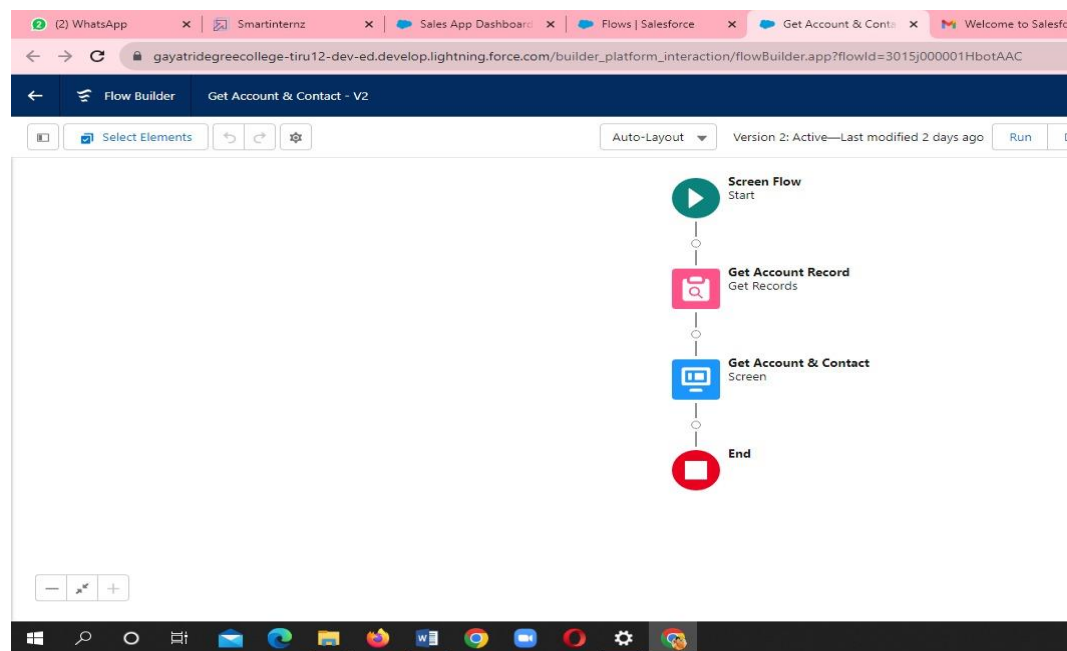 (2) WhatsApp
Smartinternz
Sales App Dashboard
Flows | Salesforce
Get Account & Conta
Welcome to Salesfo
gayatridegreecollege-tiru12-dev-ed.develop.lightning.force.com/builder_platform_interaction/flowBuilder.app?flowId=3015j000001HbotAAC
Flow Builder
Get Account & Contact - V2
Select Elements
Auto-Layout
Version 2: Active—Last modified 2 days ago
Run
Screen Flow
Start
Get Account Record
Get Records
Get Account & Contact
Screen
End